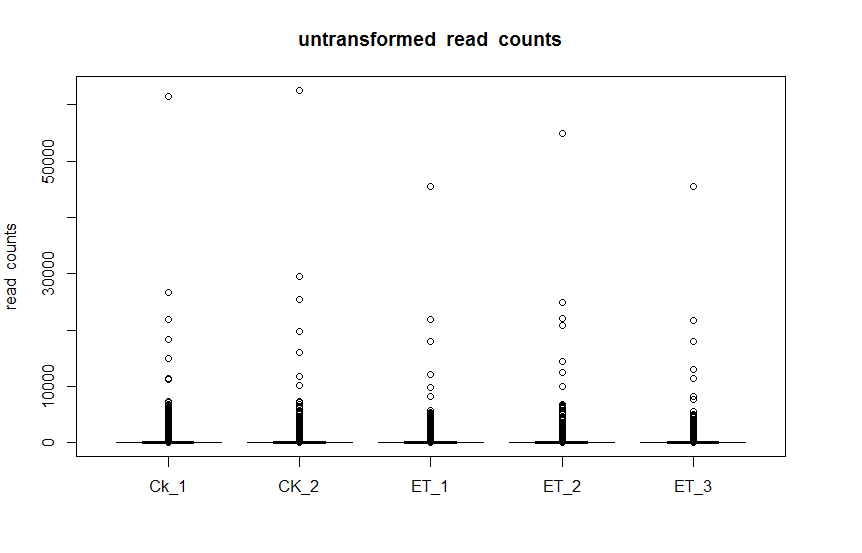 untransformed read counts
read counts
50000
30000
10000
0
Ck_1 CK_2 ET_1 ET_2 ET_3